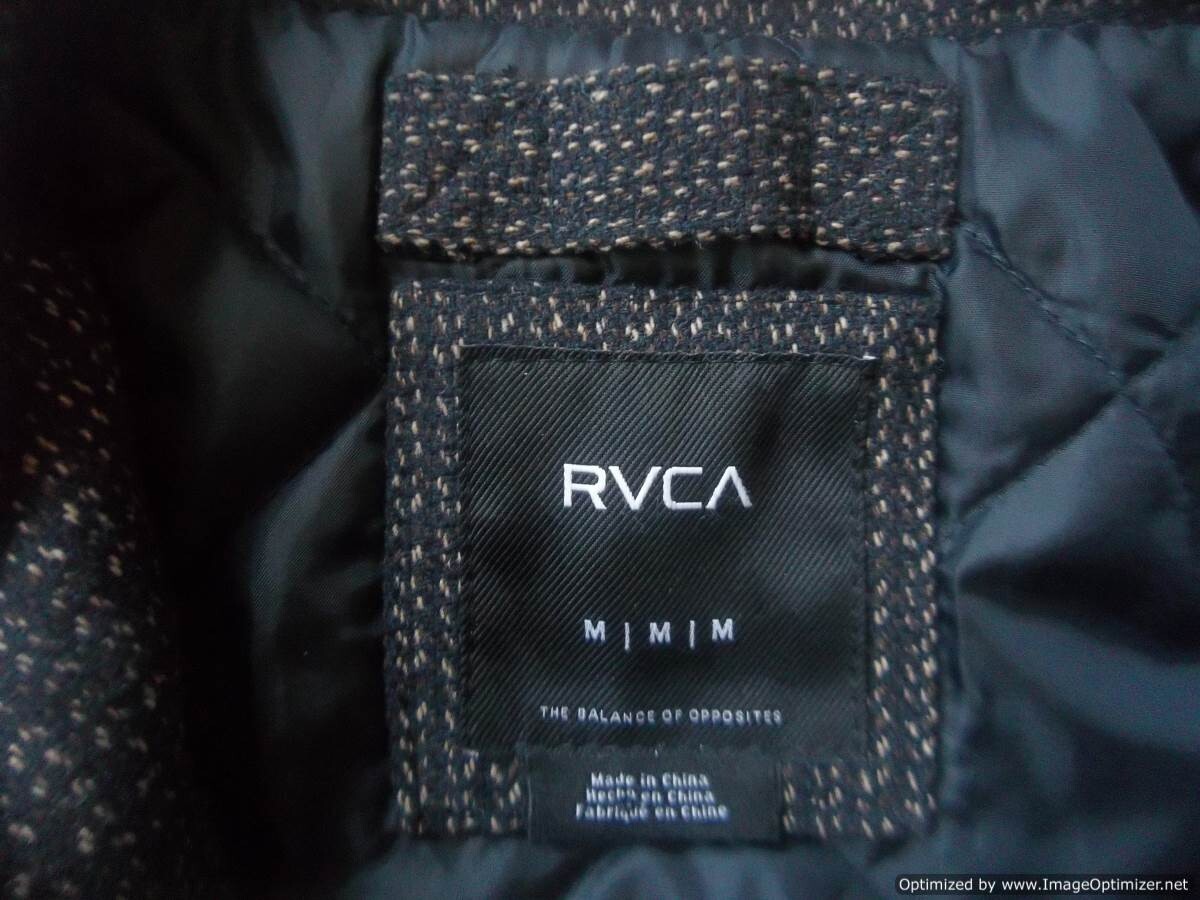 RVCA
M | M | M
THE BALANCE OF OPPOSITES
Made in China
Hecho en China
Fabriqué en Chine
Optimized by www.ImageOptimizer.net